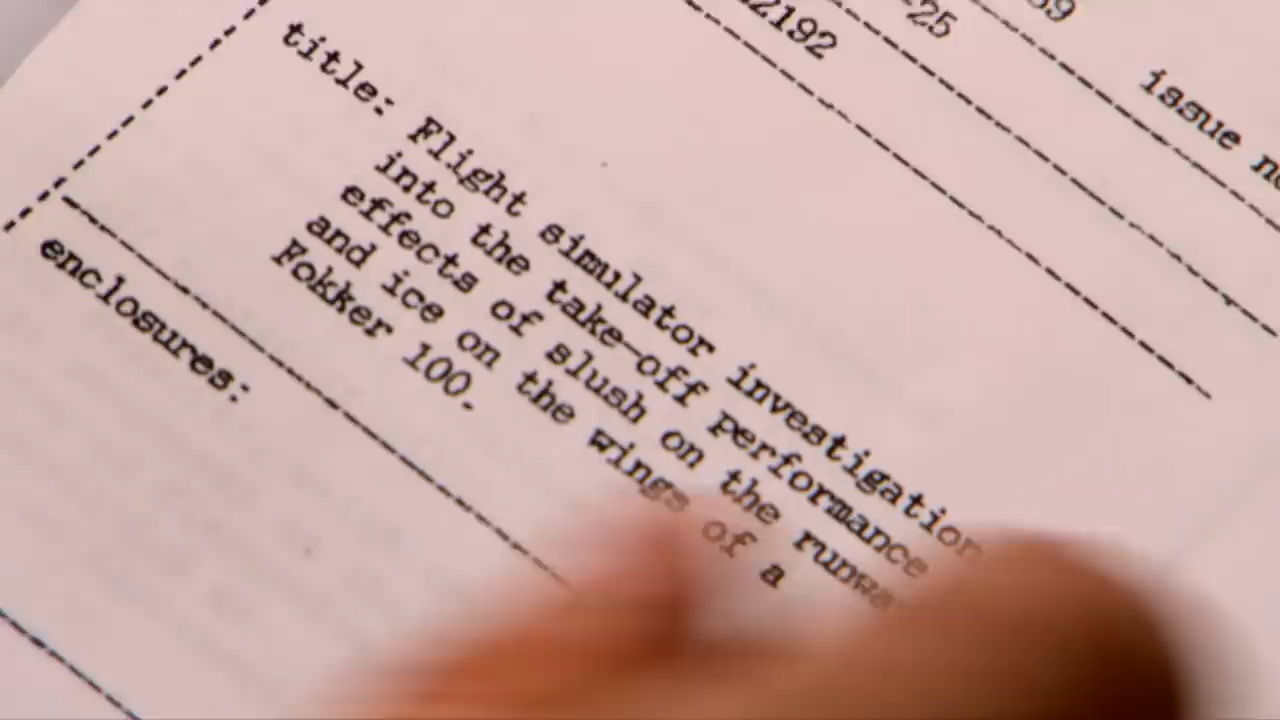 issue
title: Flight simulator investigation
into the take-off performance
effects of slush on the
and ice on the wings of a
Fokker 100.
enclosures: